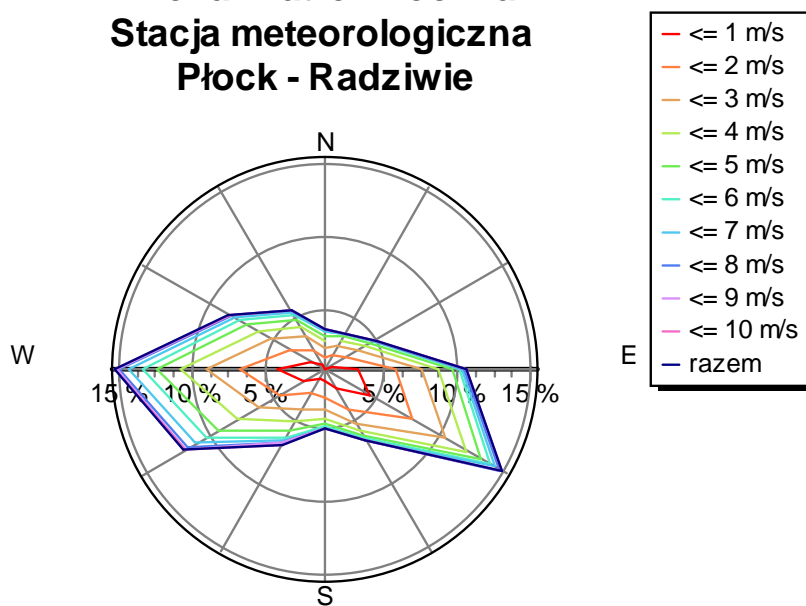 Stacja meteorologiczna
Płock - Radziwie
N
W
E
15 % 10 % 5 % 5 % 10 % 15 %
S
<= 1 m/s
<= 2 m/s
<= 3 m/s
<= 4 m/s
<= 5 m/s
<= 6 m/s
<= 7 m/s
<= 8 m/s
<= 9 m/s
<= 10 m/s
razem